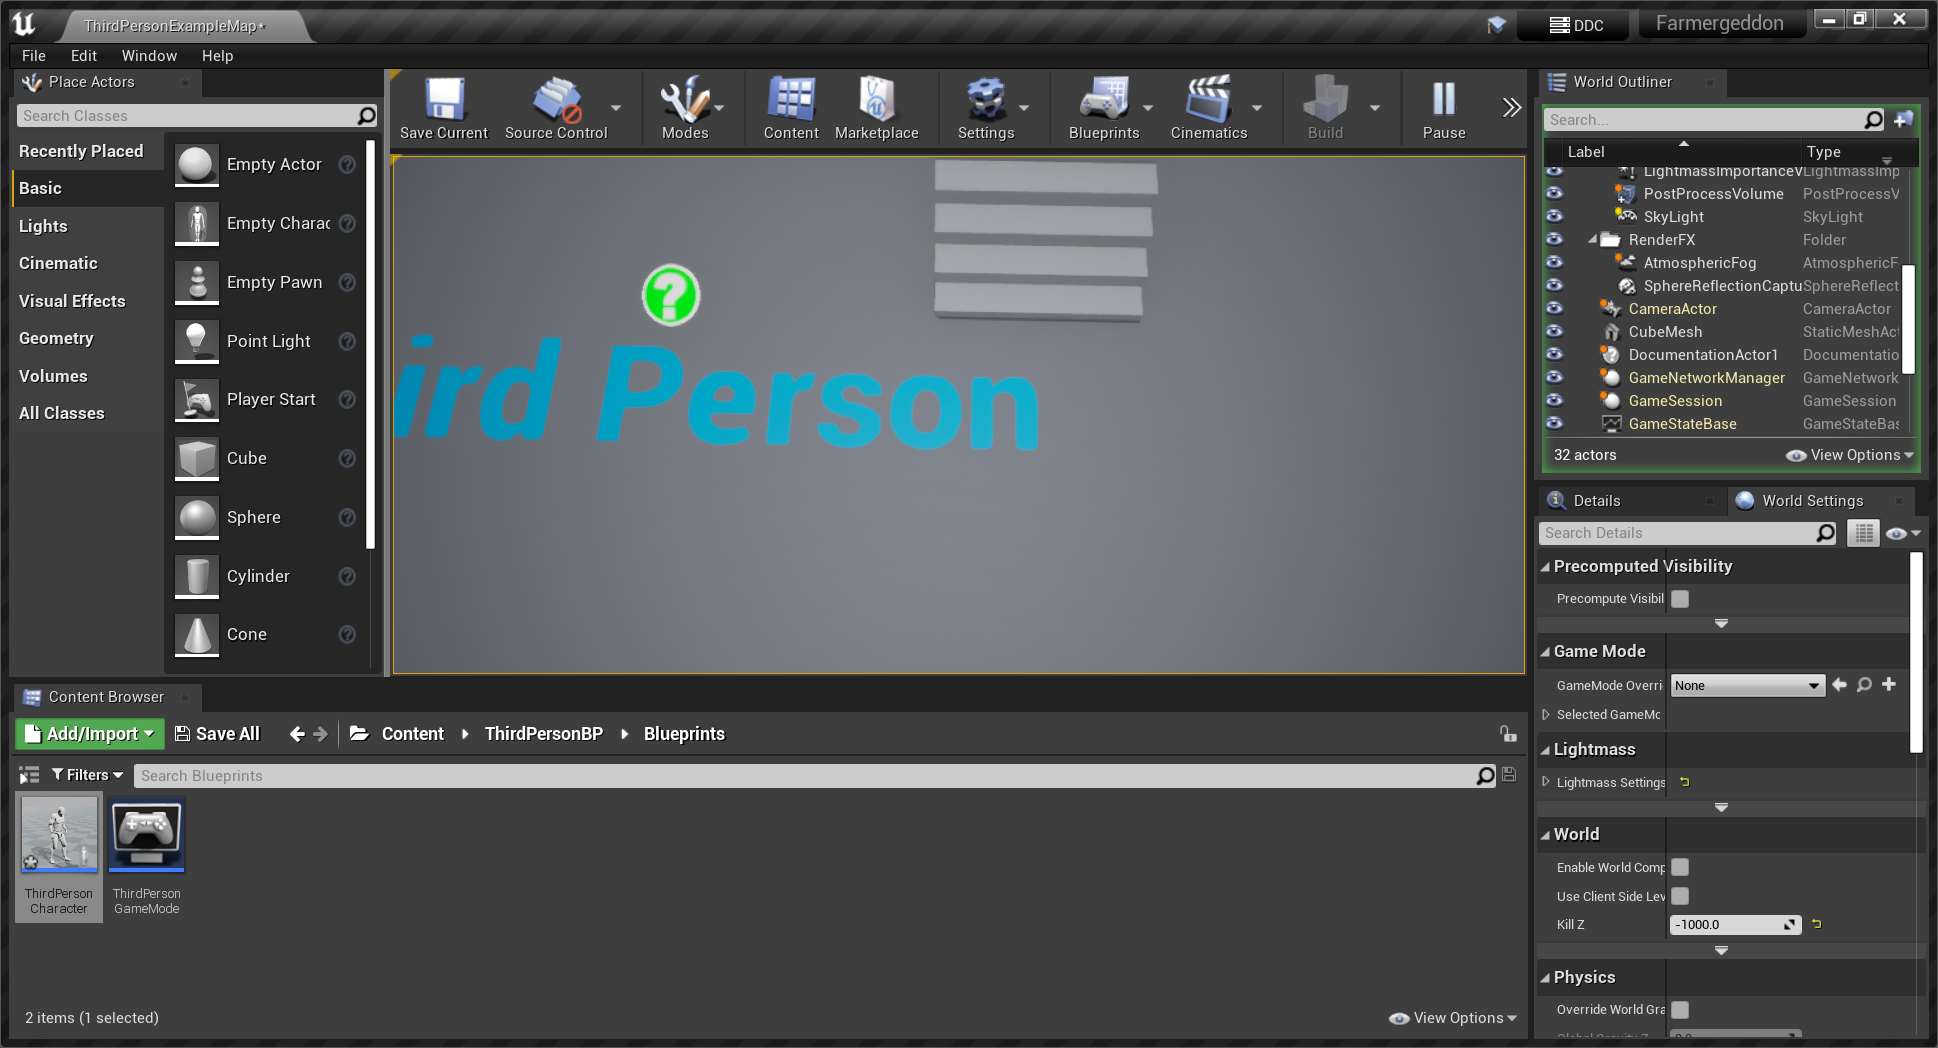 ThirdPersonExampleMap*
DDC
Farmergeddon
File Edit Window Help
Place Actors
Search Classes
Recently Placed
Basic
Lights
Cinematic
Visual Effects
Geometry
Volumes
All Classes
Empty Actor
Empty Charac
Empty Pawn
Point Light
Player Start
Cube
Sphere
Cylinder
Cone
Save Current
Source Control
Modes
Content
Marketplace
Settings
Blueprints
Cinematics
Build
Pause
ird Person
World Outliner
Search...
Label Type
LightmassImportanceV LightmassImp
PostProcessVolume PostProcessV
SkyLight SkyLight
RenderFX Folder
AtmosphericFog AtmosphericF
SphereReflectionCaptu SphereReflect
CameraActor CameraActor
CubeMesh StaticMeshAct
DocumentationActor1 Documentatio
GameNetworkManager GameNetwork
GameSession GameSession
GameStateBase GameStateBas
32 actors
View Options
Details
World Settings
Search Details
Precomputed Visibility
Precompute Visibil
Game Mode
GameMode Overri None
Selected GameMo
Lightmass
Lightmass Settings
World
Enable World Comp
Use Client Side Lev
Kill Z -1000.0
Physics
Override World Gra
Global Gravity Z 0.0
Content Browser
Add/Import
Save All
Content ThirdPersonBP Blueprints
Filters
Search Blueprints
ThirdPerson
Character
ThirdPerson
GameMode
2 items (1 selected)
View Options